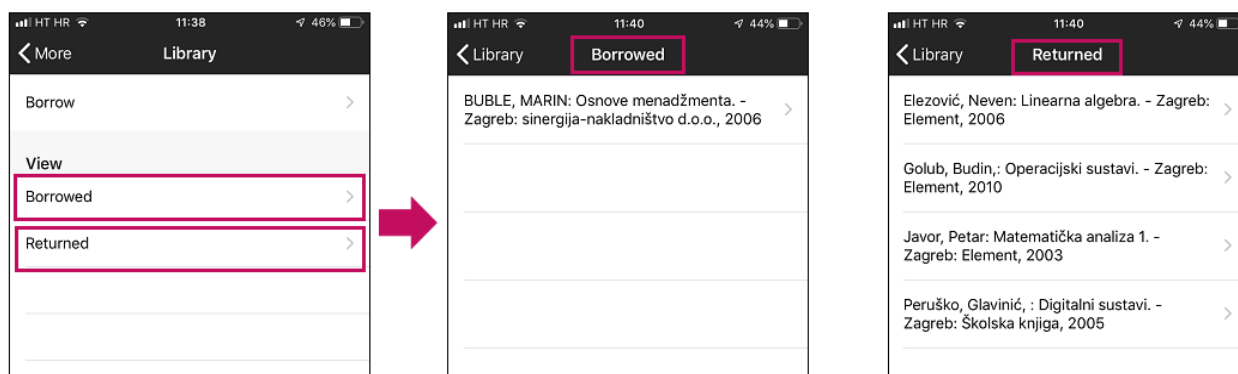 HT HR 11:38 46%
More Library
Borrow
View
Borrowed
Returned
HT HR 11:40 44%
Library Borrowed
BUBLE, MARIN: Osnove menadžmenta. -
Zagreb: sinergija-nakladništvo d.o.o., 2006
HT HR 11:40 44%
Library Returned
Elezović, Neven: Linearna algebra. - Zagreb:
Element, 2006
Golub, Budin,: Operacijski sustavi. - Zagreb:
Element, 2010
Javor, Petar: Matematička analiza 1. -
Zagreb: Element, 2003
Peruško, Glavinić, : Digitalni sustavi. -
Zagreb: Školska knjiga, 2005